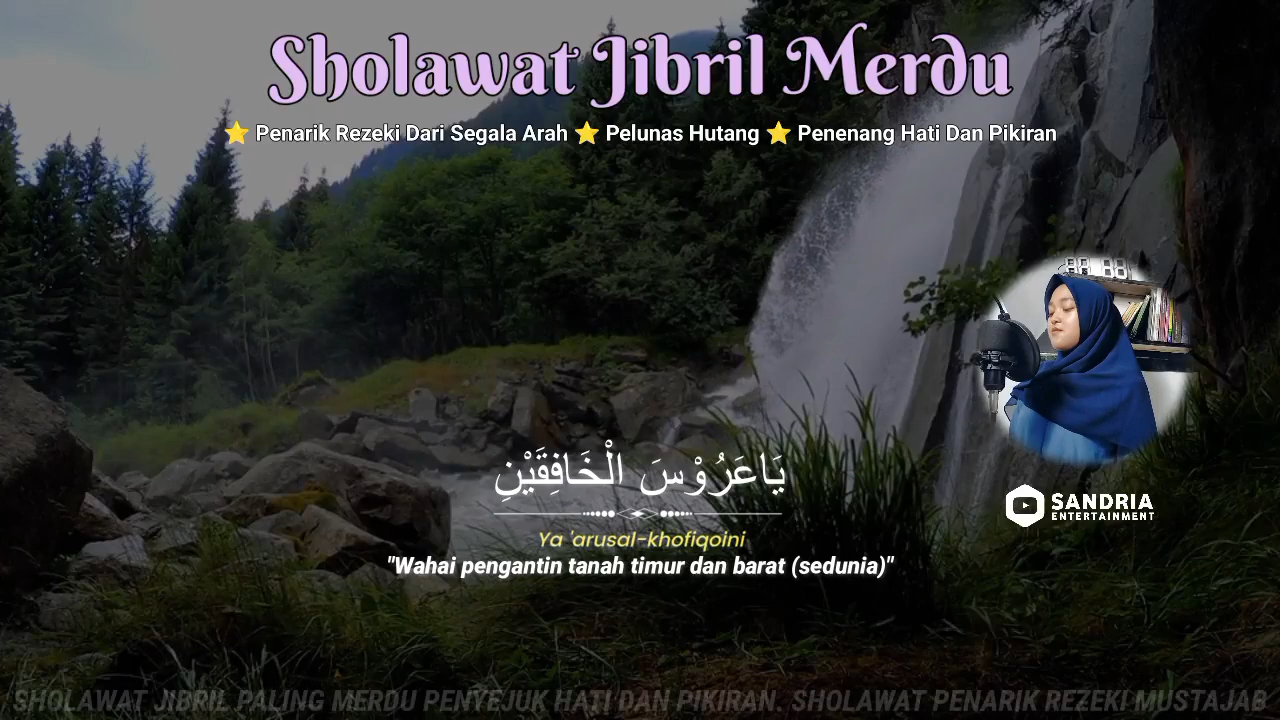 Sholawat Jibril Merdu
⭐ Penarik Rezeki Dari Segala Arah ⭐ Pelunas Hutang ⭐ Penenang Hati Dan Pikiran
يَاعَرُوْسَ الْخَافِقَيْنِ
Ya 'arusal-khofiqoini
"Wahai pengantin tanah timur dan barat (sedunia)"
SANDRIA
ENTERTAINMENT
SHOLAWAT JIBRIL PALING MERDU PENYEJUK HATI DAN PIKIRAN. SHOLAWAT PENARIK REZEKI MUSTAJAB